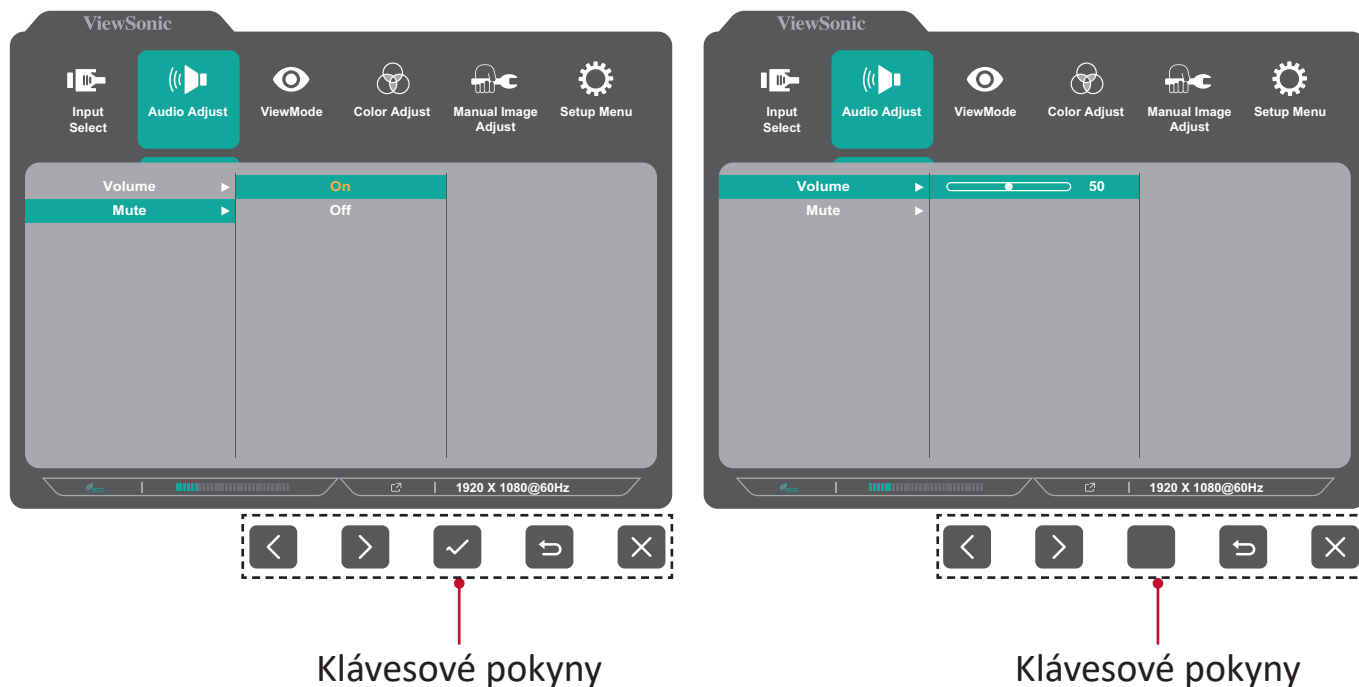 ViewSonic
Input
Select
Audio Adjust
ViewMode
Color Adjust
Manual Image
Adjust
Setup Menu
Volume
On
Mute
Off
eco
1920 X 1080@60Hz
Klávesové pokyny
ViewSonic
Input
Select
Audio Adjust
ViewMode
Color Adjust
Manual Image
Adjust
Setup Menu
Volume
50
Mute
eco
1920 X 1080@60Hz
Klávesové pokyny